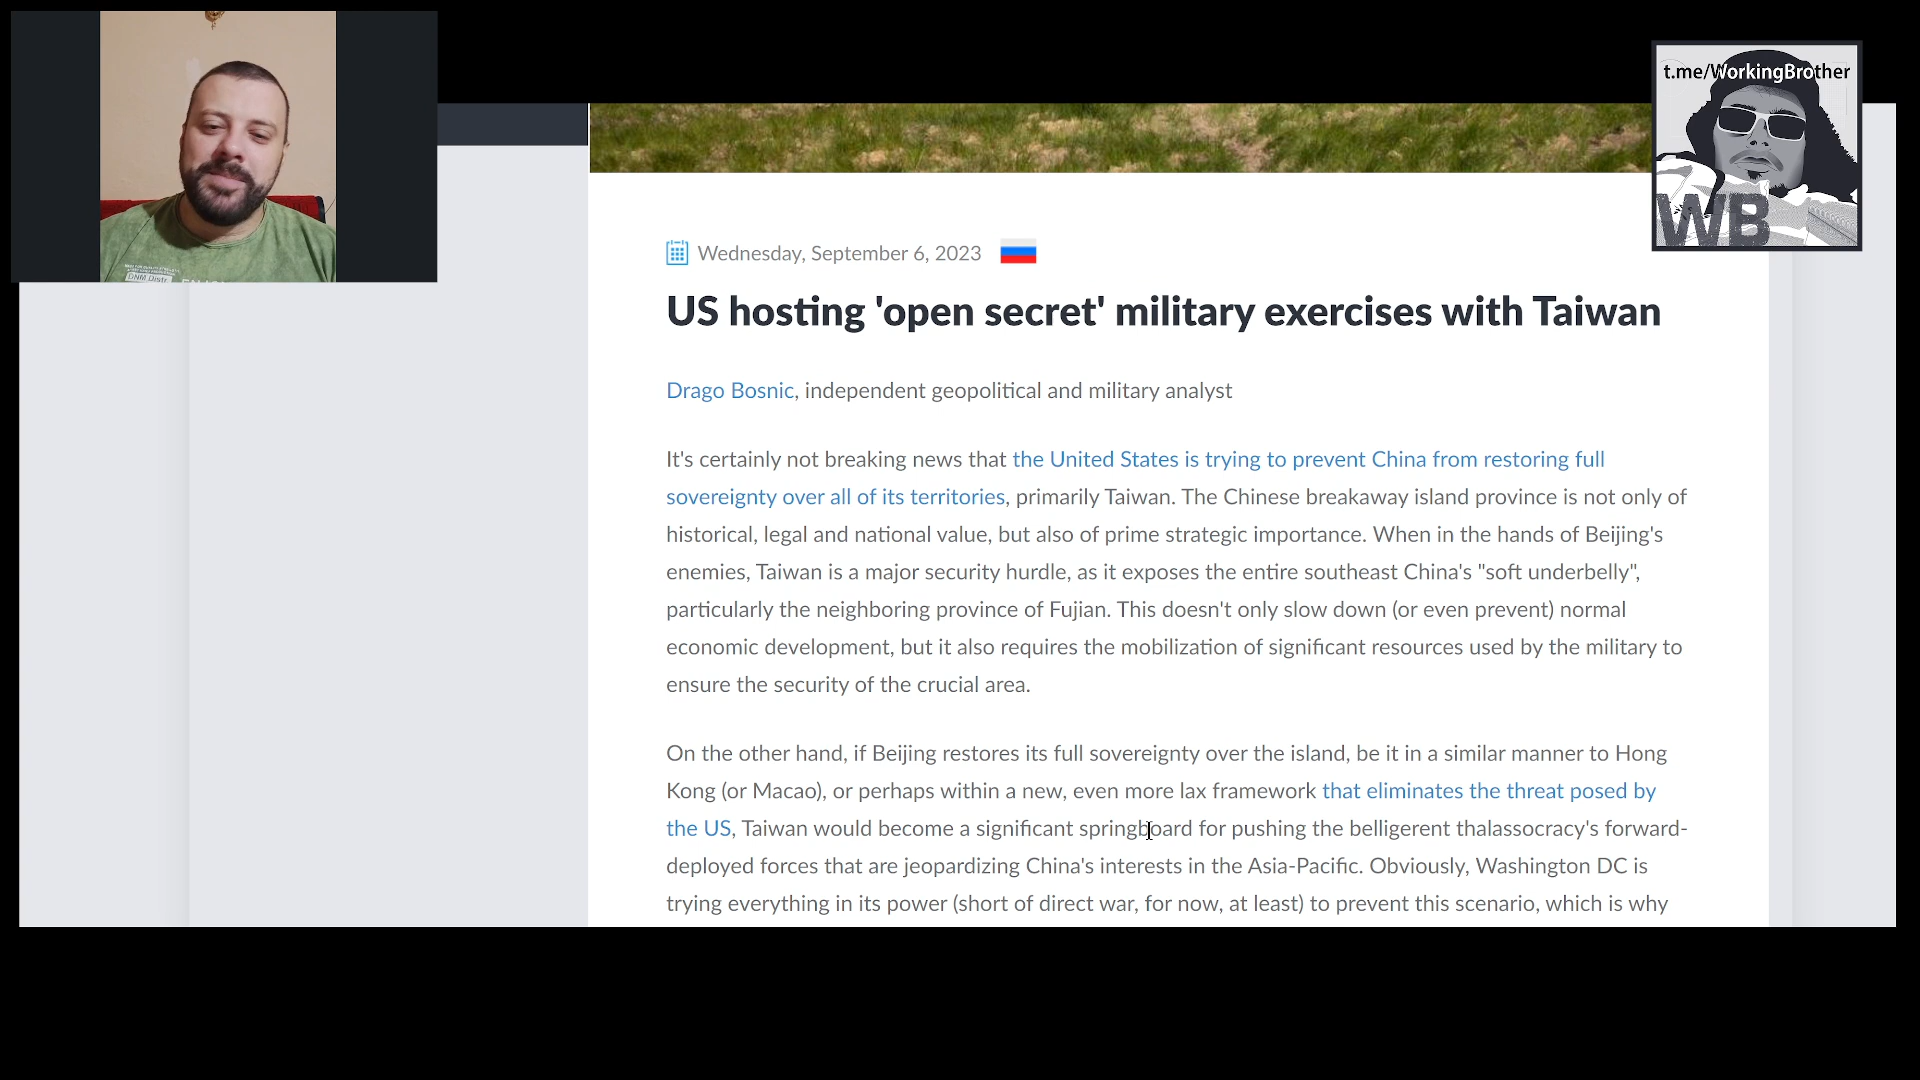 t.me/WorkingBrother
WB
DNM Distr.
Wednesday, September 6, 2023
US hosting 'open secret' military exercises with Taiwan
Drago Bosnic, independent geopolitical and military analyst
It's certainly not breaking news that the United States is trying to prevent China from restoring full
sovereignty over all of its territories, primarily Taiwan. The Chinese breakaway island province is not only of
historical, legal and national value, but also of prime strategic importance. When in the hands of Beijing's
enemies, Taiwan is a major security hurdle, as it exposes the entire southeast China's "soft underbelly",
particularly the neighboring province of Fujian. This doesn't only slow down (or even prevent) normal
economic development, but it also requires the mobilization of significant resources used by the military to
ensure the security of the crucial area.
On the other hand, if Beijing restores its full sovereignty over the island, be it in a similar manner to Hong
Kong (or Macao), or perhaps within a new, even more lax framework that eliminates the threat posed by
the US, Taiwan would become a significant springboard for pushing the belligerent thalassocracy's forward-
deployed forces that are jeopardizing China's interests in the Asia-Pacific. Obviously, Washington DC is
trying everything in its power (short of direct war, for now, at least) to prevent this scenario, which is why